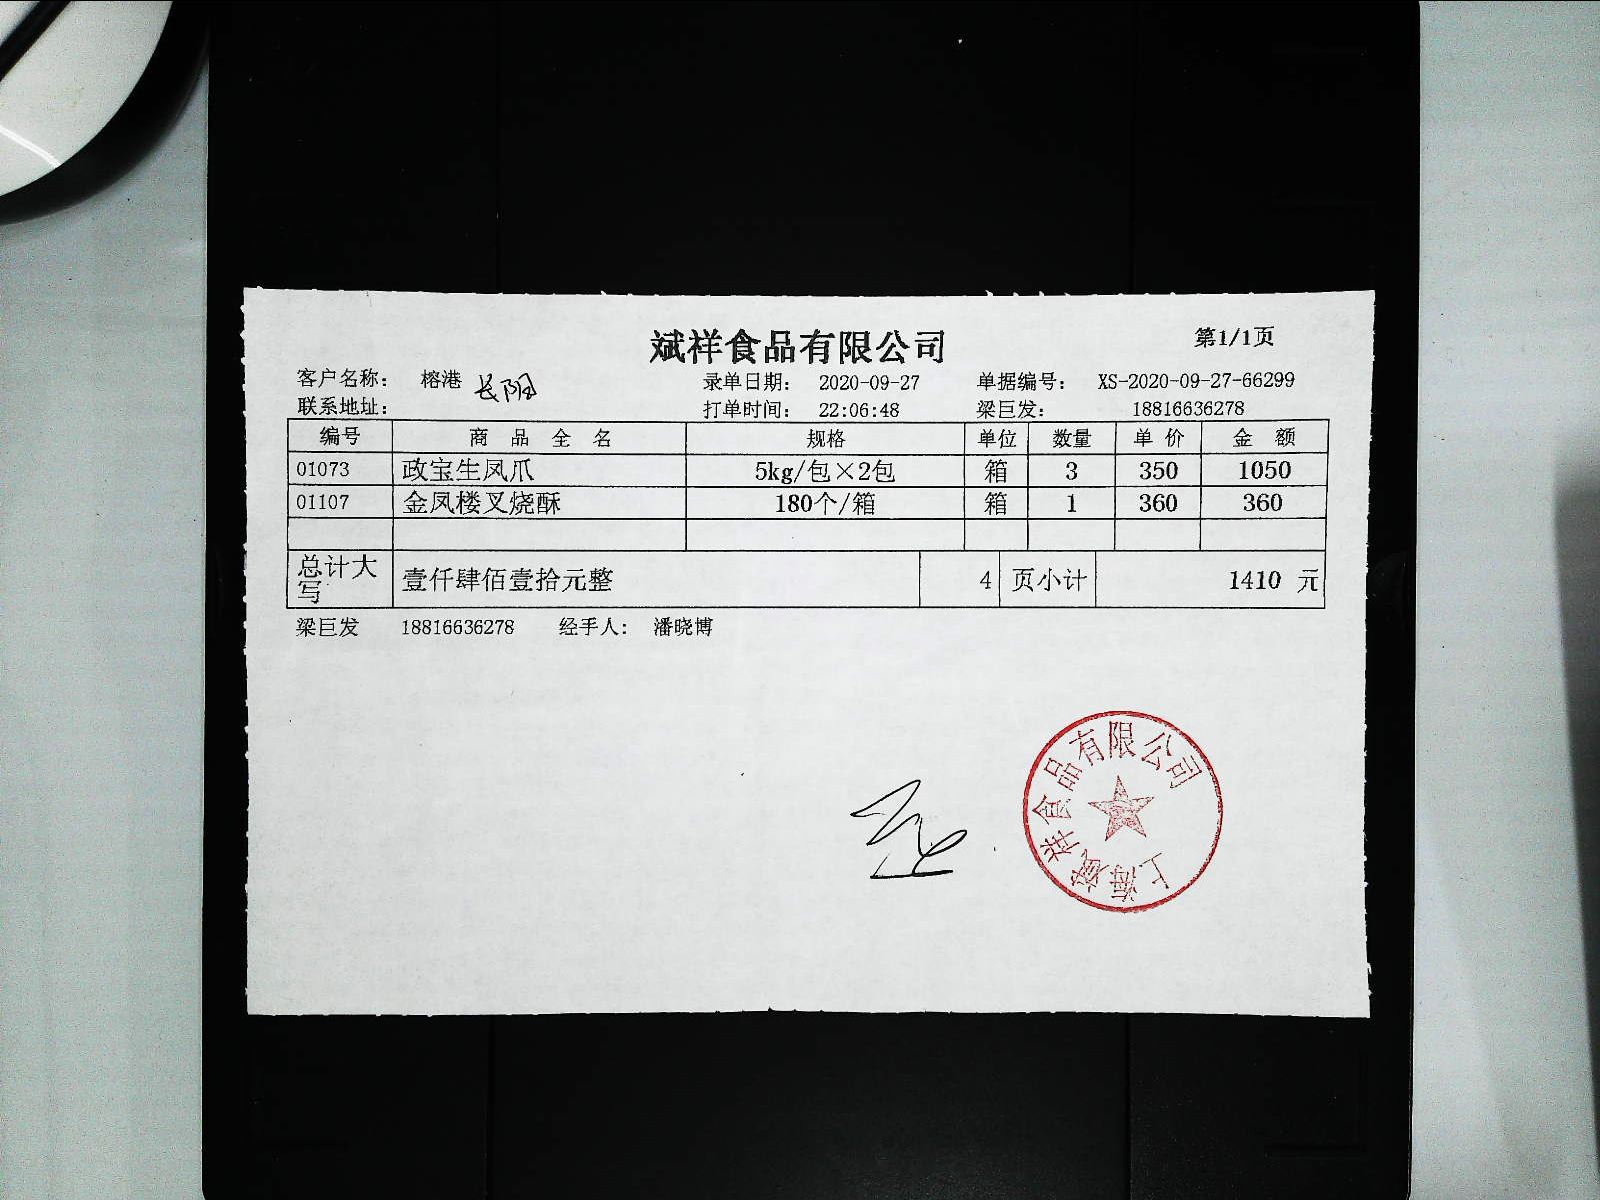 斌祥食品有限公司 第1/1页
客户名称： 榕港 长阳 录单日期： 2020-09-27 单据编号： XS-2020-09-27-66299
联系地址： 打单时间： 22:06:48 梁巨发： 18816636278
编号 商品全名 规格 单位 数量 单价 金额
01073 政宝生凤爪 5kg/包×2包 箱 3 350 1050
01107 金凤楼叉烧酥 180个/箱 箱 1 360 360
总计大写 壹仟肆佰壹拾元整 4 页小计 1410 元
梁巨发 18816636278 经手人： 潘晓博
上海斌祥食品有限公司